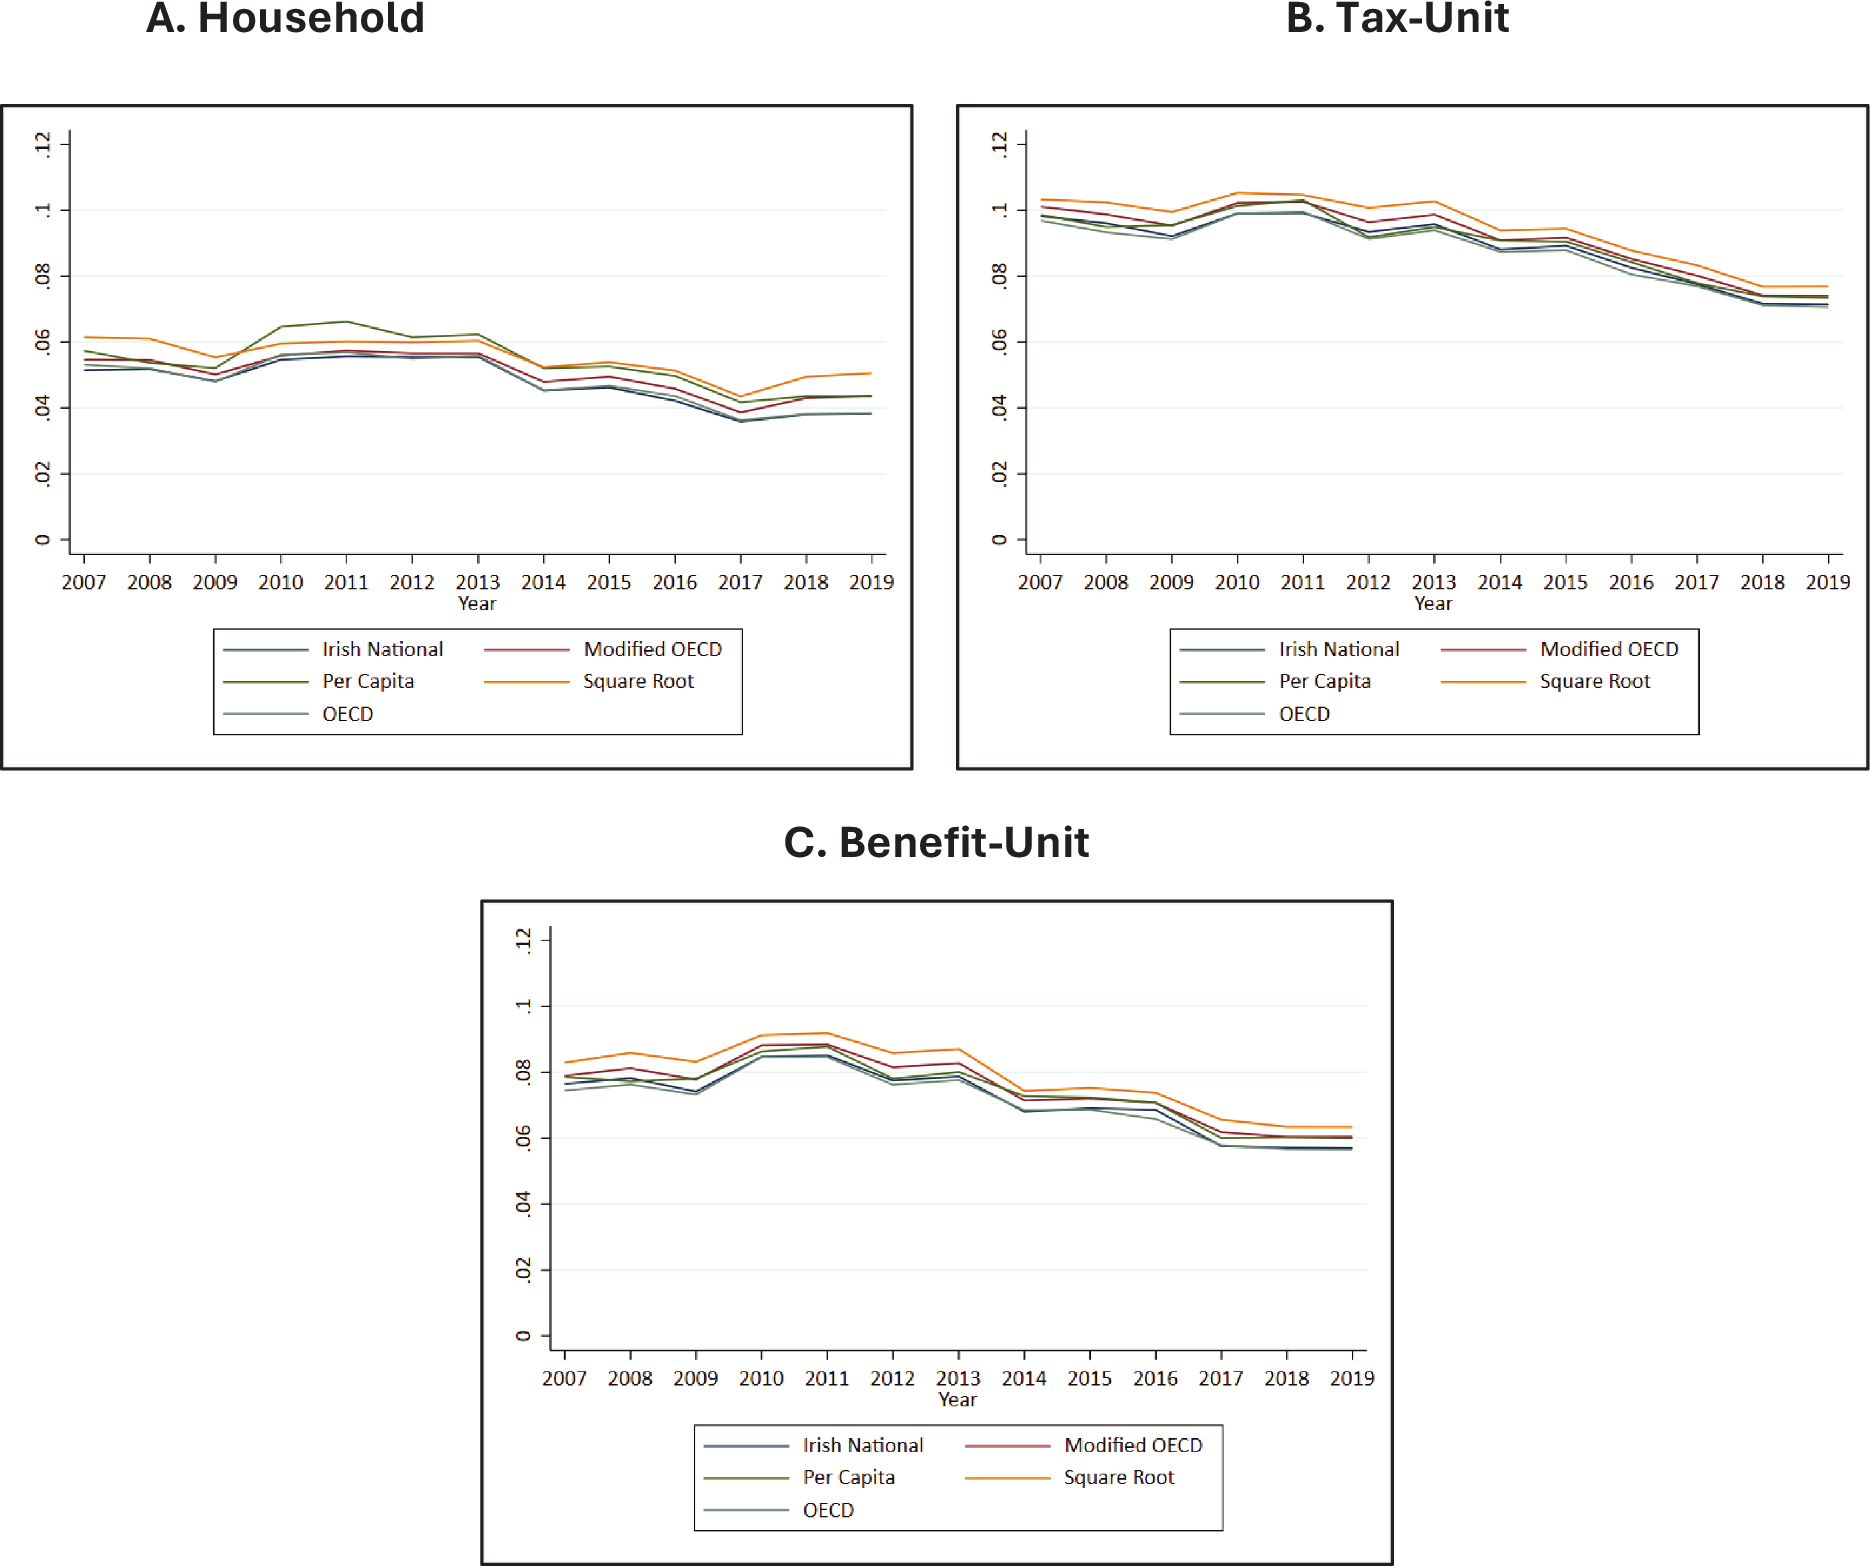 A. Household
.12
.1
.08
.06
.04
.02
0
2007 2008 2009 2010 2011 2012 2013 2014 2015 2016 2017 2018 2019
Year
Irish National
Modified OECD
Per Capita
Square Root
OECD
B. Tax-Unit
.12
.1
.08
.06
.04
.02
0
2007 2008 2009 2010 2011 2012 2013 2014 2015 2016 2017 2018 2019
Year
Irish National
Modified OECD
Per Capita
Square Root
OECD
C. Benefit-Unit
.12
.1
.08
.06
.04
.02
0
2007 2008 2009 2010 2011 2012 2013 2014 2015 2016 2017 2018 2019
Year
Irish National
Modified OECD
Per Capita
Square Root
OECD